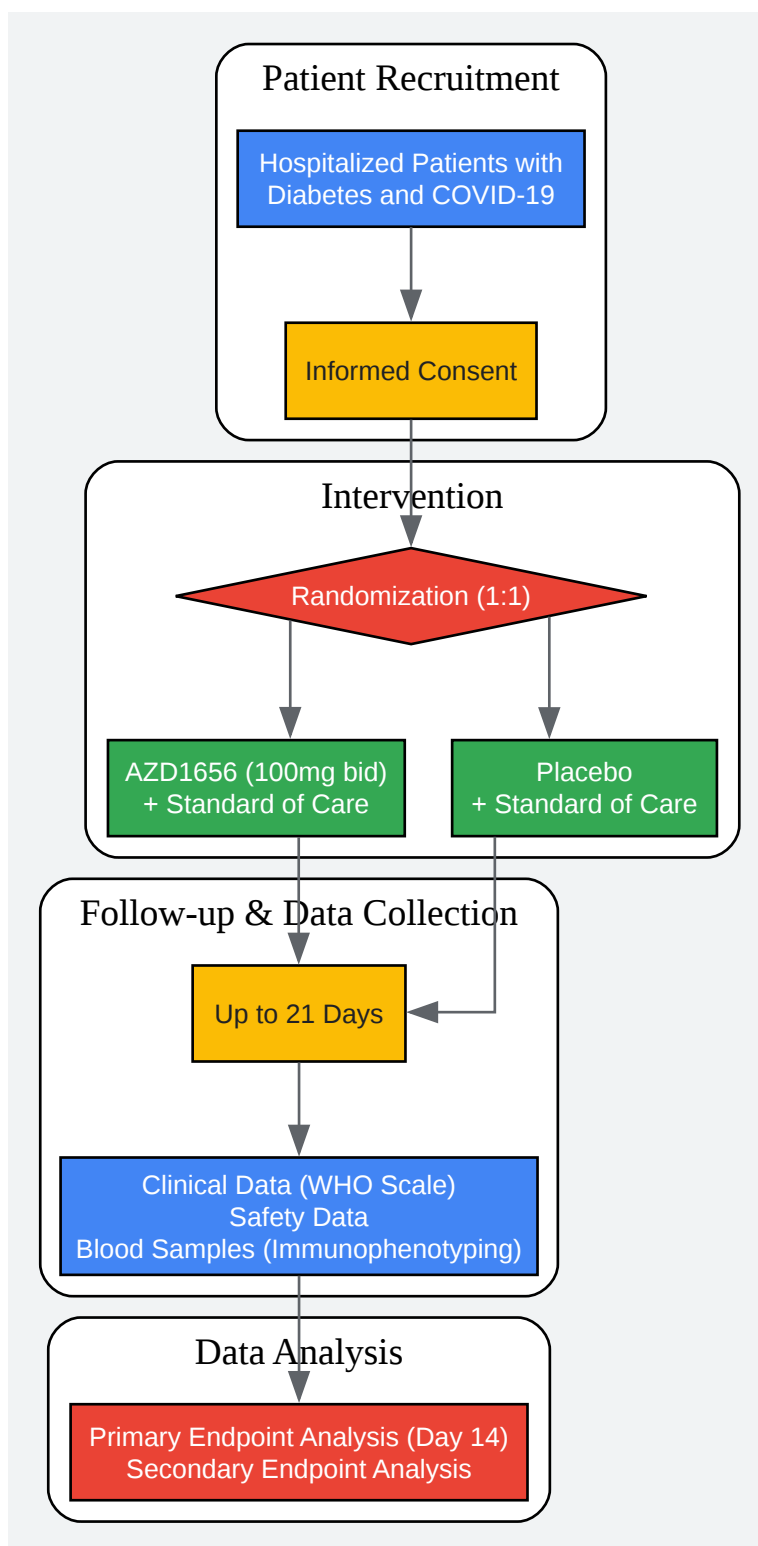 Patient Recruitment
Hospitalized Patients with
Diabetes and COVID-19
Informed Consent
Intervention
Randomization (1:1)
AZD1656 (100mg bid)
+ Standard of Care
Placebo
+ Standard of Care
Follow-up & Data Collection
Up to 21 Days
Clinical Data (WHO Scale)
Safety Data
Blood Samples (Immunophenotyping)
Data Analysis
Primary Endpoint Analysis (Day 14)
Secondary Endpoint Analysis